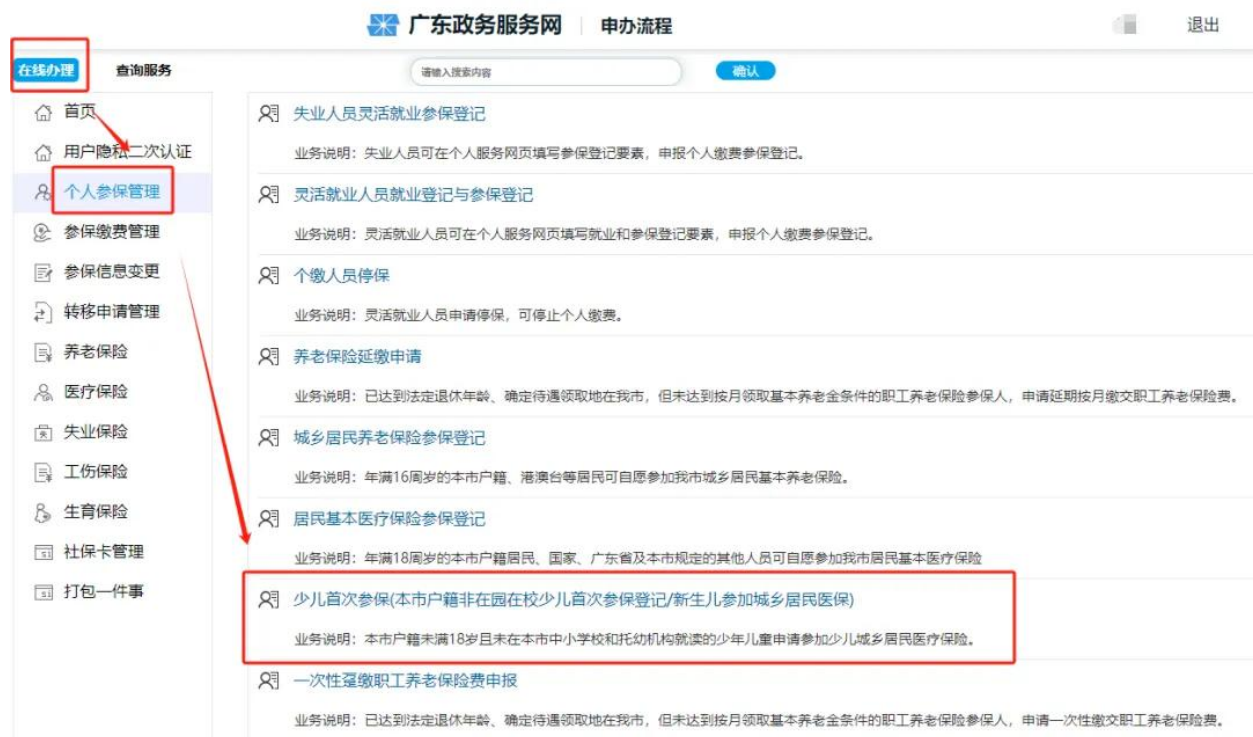 广东政务服务网 申办流程 退出
在线办理 查询服务 请输入搜索内容 确认
首页
用户隐私二次认证
个人参保管理
参保缴费管理
参保信息变更
转移申请管理
养老保险
医疗保险
失业保险
工伤保险
生育保险
社保卡管理
打包一件事
失业人员灵活就业参保登记
业务说明：失业人员可在个人服务网页填写参保登记要素，申报个人缴费参保登记。
灵活就业人员就业登记与参保登记
业务说明：灵活就业人员可在个人服务网页填写就业和参保登记要素，申报个人缴费参保登记。
个缴人员停保
业务说明：灵活就业人员申请停保，可停止个人缴费。
养老保险延缴申请
业务说明：已达到法定退休年龄、确定待遇领取地在我市，但未达到按月领取基本养老金条件的职工养老保险参保人，申请延期按月缴交职工养老保险费。
城乡居民养老保险参保登记
业务说明：年满16周岁的本市户籍、港澳台等居民可自愿参加我市城乡居民基本养老保险。
居民基本医疗保险参保登记
业务说明：年满18周岁的本市户籍居民、国家、广东省及本市规定的其他人员可自愿参加我市居民基本医疗保险
少儿首次参保(本市户籍非在园在校少儿首次参保登记/新生儿参加城乡居民医保)
业务说明：本市户籍未满18岁且未在本市中小学校和托幼机构就读的少年儿童申请参加少儿城乡居民医疗保险。
一次性趸缴职工养老保险费申报
业务说明：已达到法定退休年龄、确定待遇领取地在我市，但未达到按月领取基本养老金条件的职工养老保险参保人，申请一次性缴交职工养老保险费。